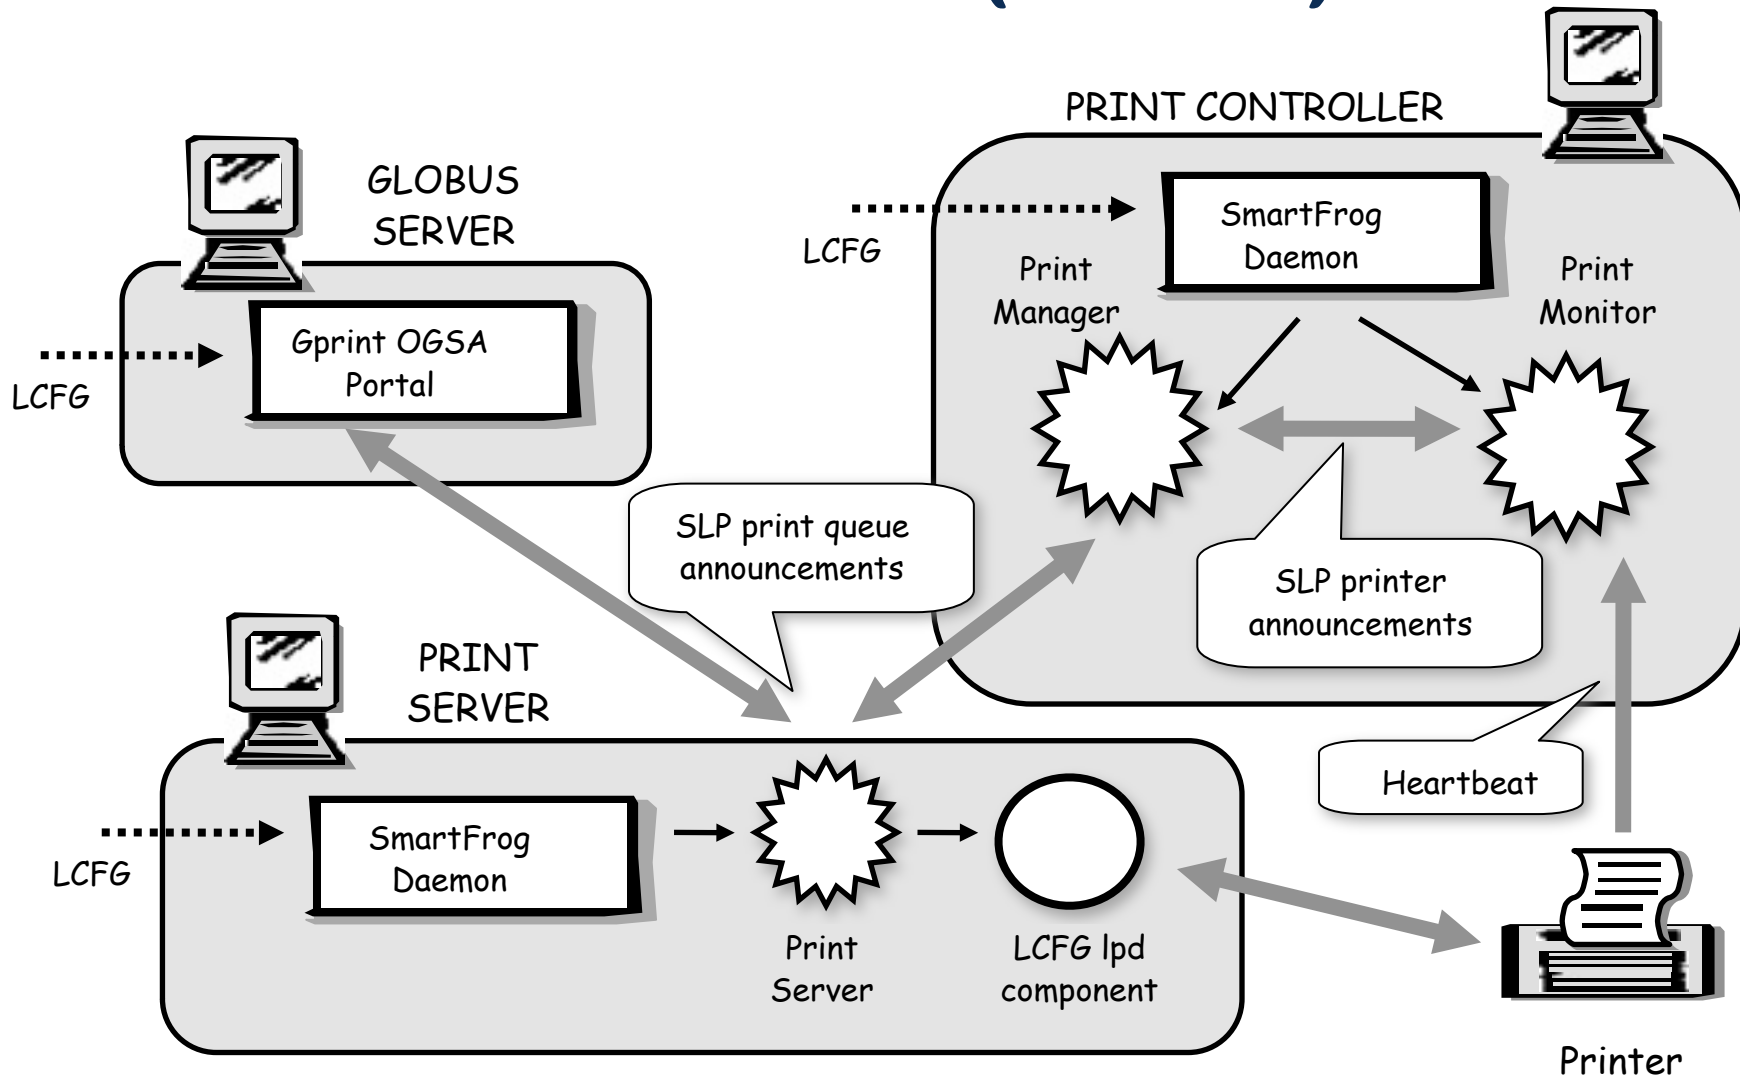 PRINT CONTROLLER
GLOBUS
SERVER
SmartFrog
Daemon
LCFG
Print
Manager
Print
Monitor
Gprint OGSA
Portal
LCFG
SLP print queue
announcements
SLP printer
announcements
PRINT
SERVER
Heartbeat
SmartFrog
Daemon
LCFG
Print
Server
LCFG lpd
component
Printer